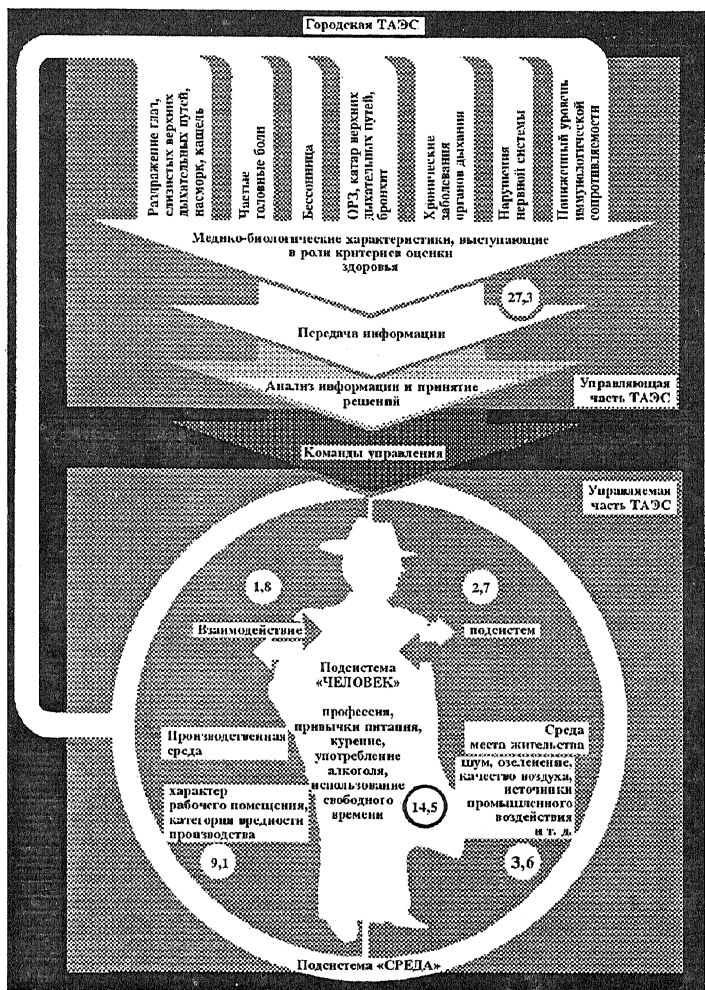 Городская ТАЭС
Раздражение глаз,
слизистых верхних
дыхательных путей,
насморк, кашель
Частые
головные боли
Бессонница
ОРЗ, катар верхних
дыхательных путей,
бронхит
Хронические
заболевания
органов дыхания
Нарушения
нервной системы
Пониженный уровень
иммунологической
сопротивляемости
Медико-биологические характеристики, выступающие
в роли критериев оценки
здоровья
27,3
Передача информации
Анализ информации и принятие
решений
Управляющая
часть ТАЭС
Команды управления
Управляемая
часть ТАЭС
1,8
2,7
Взаимодействие
подсистем
Подсистема
«ЧЕЛОВЕК»
профессия,
привычки питания,
курение,
употребление
алкоголя,
использование
свободного
времени
Производственная
среда
характер
рабочего помещения,
категория вредности
производства
9,1
14,5
Среда
места жительства
шум, озеленение,
качество воздуха,
источники
промышленного
воздействия
и т. д.
3,6
Подсистема «СРЕДА»